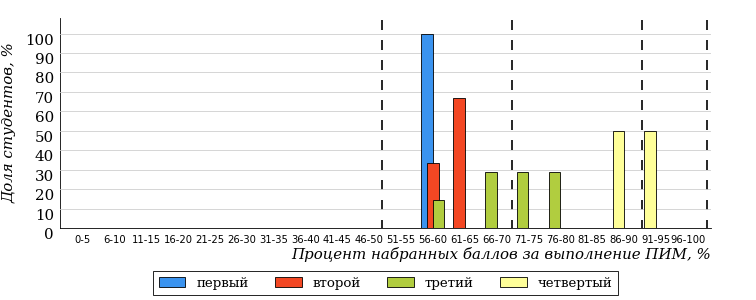 Доля студентов, %
100
90
80
70
60
50
40
30
20
10
0
0-5 6-10 11-15 16-20 21-25 26-30 31-35 36-40 41-45 46-50 51-55 56-60 61-65 66-70 71-75 76-80 81-85 86-90 91-95 96-100
Процент набранных баллов за выполнение ПИМ, %
первый второй третий четвертый